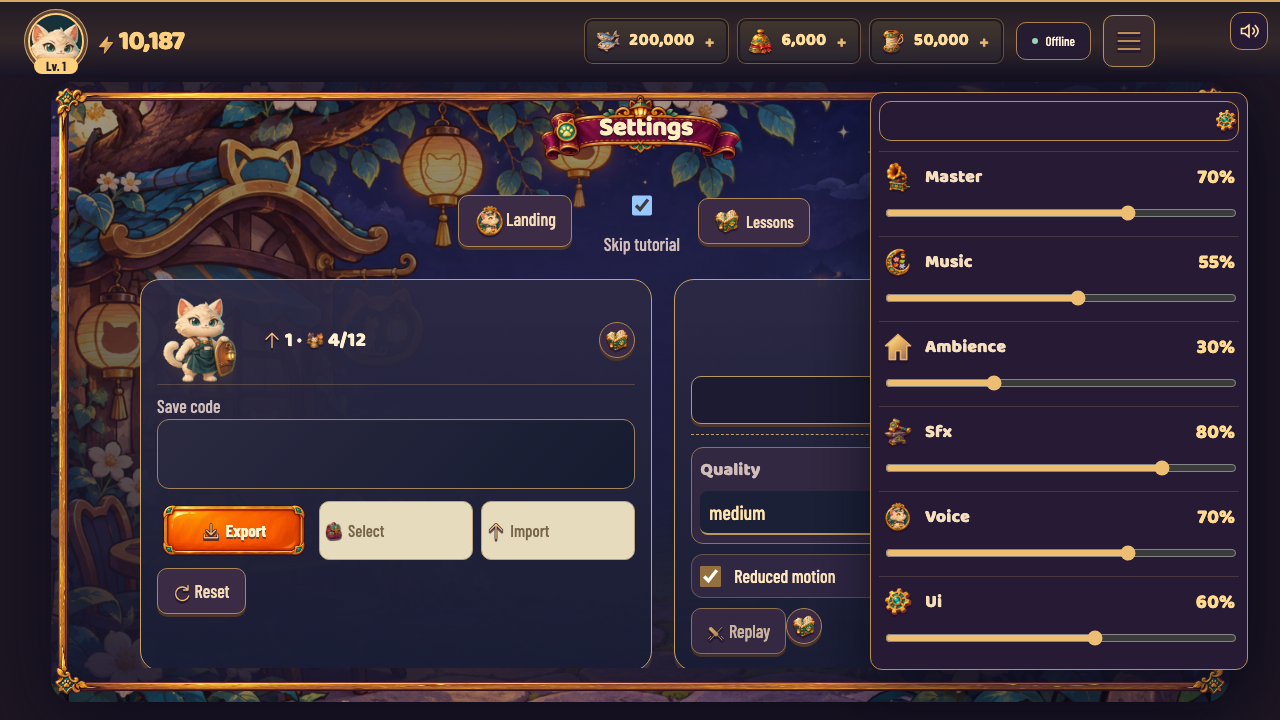 Lv. 1
10,187
200,000 +
6,000 +
50,000 +
Offline
Settings
Landing
Skip tutorial
Lessons
1 • 4/12
Save code
Export
Select
Import
Reset
Quality
medium
Reduced motion
Replay
Master 70%
Music 55%
Ambience 30%
Sfx 80%
Voice 70%
Ui 60%